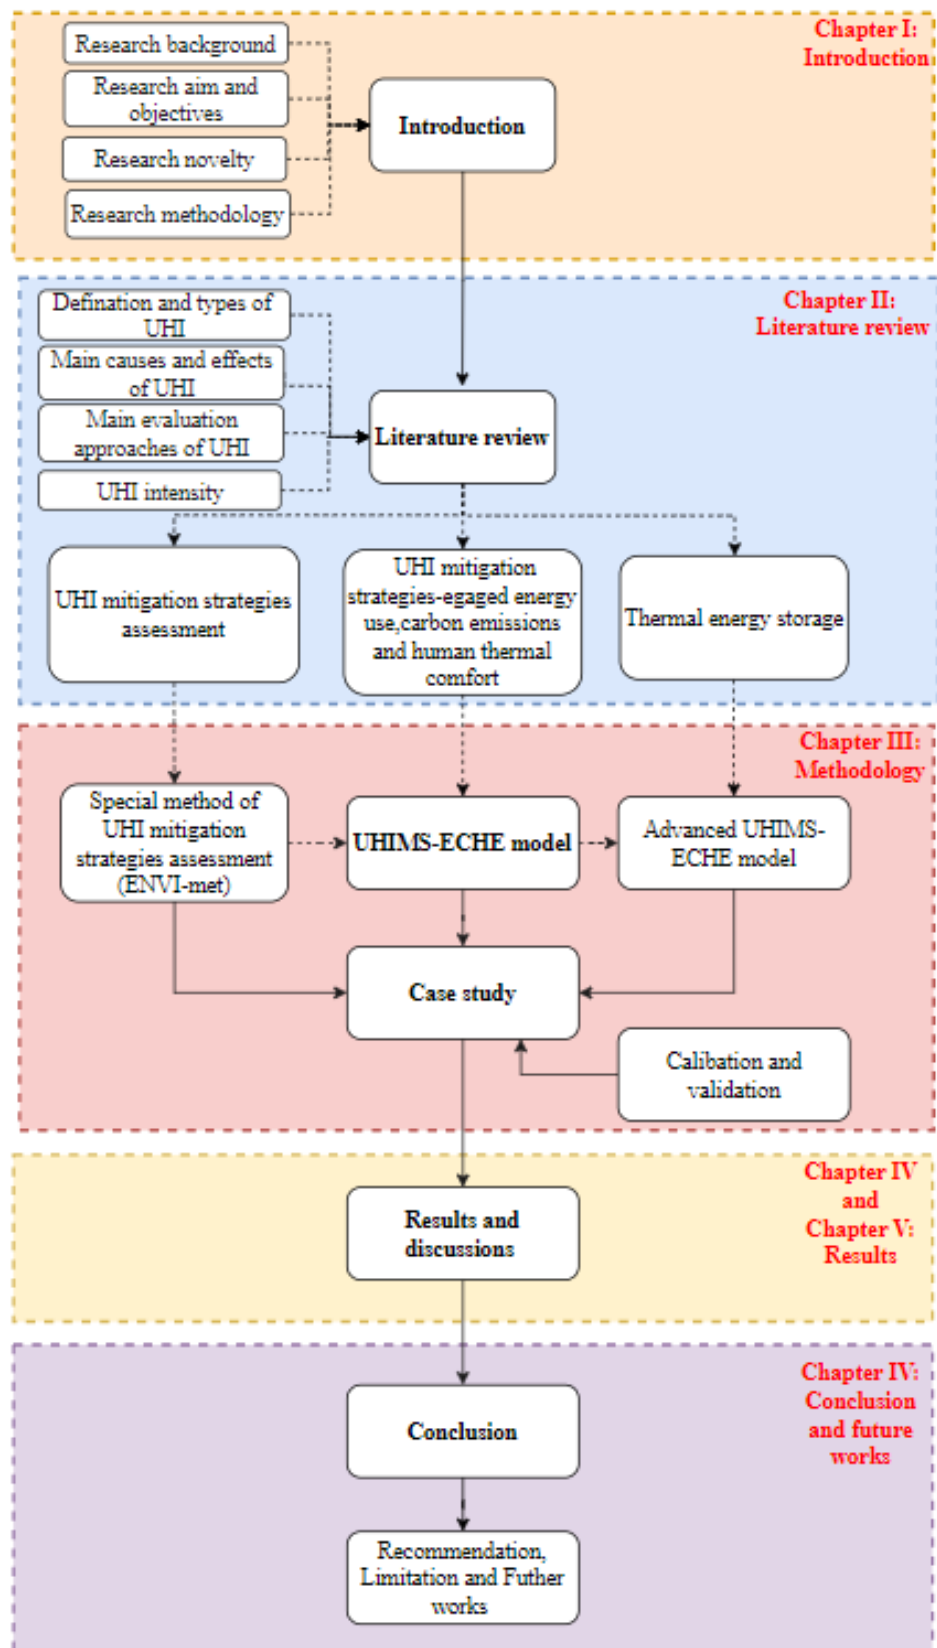 Chapter I:
Introduction
Research background
Research aim and
objectives
Research novelty
Research methodology
Introduction
Chapter II:
Literature review
Defination and types of
UHI
Main causes and effects
of UHI
Main evaluation
approaches of UHI
UHI intensity
Literature review
UHI mitigation strategies
assessment
UHI mitigation
strategies-egaged energy
use,carbon emissions
and human thermal
comfort
Thermal energy storage
Chapter III:
Methodology
Special method of
UHI mitigation
strategies assessment
(ENVI-met)
UHIMS-ECHE model
Advanced UHIMS-
ECHE model
Case study
Calibation and
validation
Chapter IV
and
Chapter V:
Results
Results and
discussions
Chapter IV:
Conclusion
and future
works
Conclusion
Recommendation,
Limitation and Futher
works